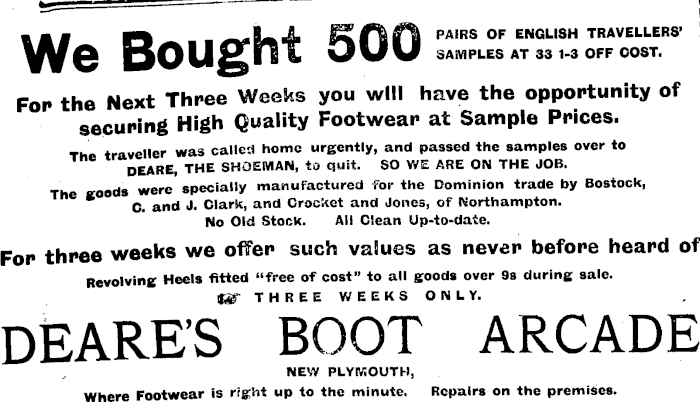 We Bought 500 PAIRS OF ENGLISH TRAVELLERS'
SAMPLES AT 33 1-3 OFF COST.
For the Next Three Weeks you will have the opportunity of
securing High Quality Footwear at Sample Prices.
The traveller was called home urgently, and passed the samples over to
DEARE, THE SHOEMAN, to quit. SO WE ARE ON THE JOB.
The goods were specially manufactured for the Dominion trade by Bostock,
C. and J. Clark, and Crocket and Jones, of Northampton.
No Old Stock. All Clean Up-to-date.
For three weeks we offer such values as never before heard of
Revolving Heels fitted "free of cost" to all goods over 9s during sale.
THREE WEEKS ONLY.
DEARE'S BOOT ARCADE
NEW PLYMOUTH,
Where Footwear is right up to the minute. Repairs on the premises.